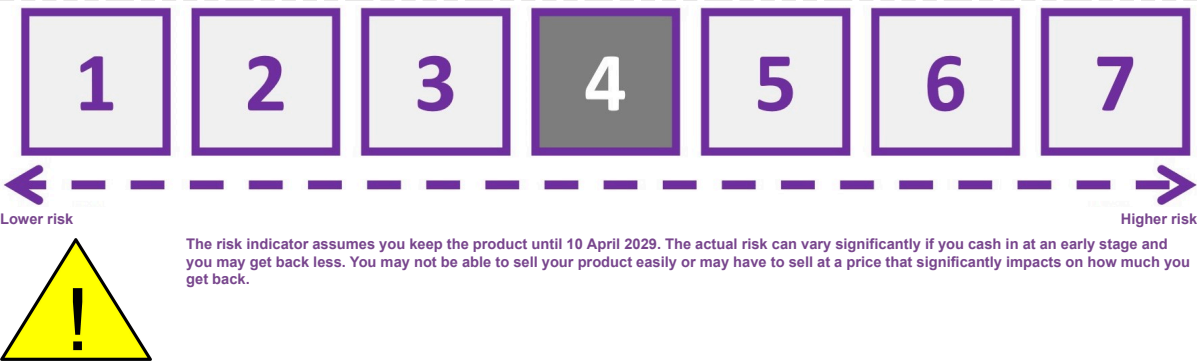 1 2 3 4 5 6 7
Lower risk Higher risk
The risk indicator assumes you keep the product until 10 April 2029. The actual risk can vary significantly if you cash in at an early stage and
you may get back less. You may not be able to sell your product easily or may have to sell at a price that significantly impacts on how much you
get back.
!